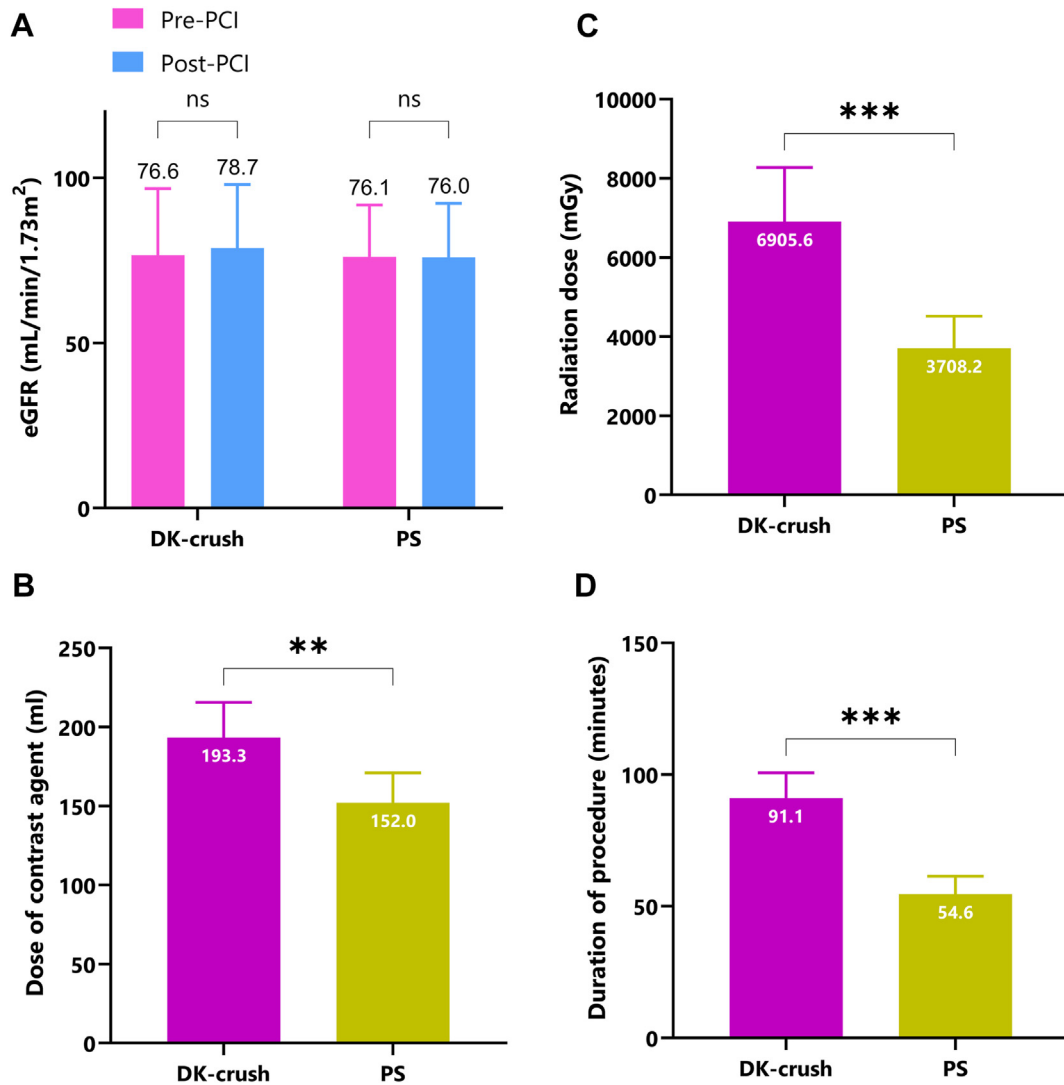 A
Pre-PCI
Post-PCI
ns
ns
76.6
78.7
76.1
76.0
100
50
0
eGFR (mL/min/1.73m²)
DK-crush
PS
B
**
250
200
150
100
50
0
Dose of contrast agent (ml)
193.3
152.0
DK-crush
PS
C
***
10000
8000
6000
4000
2000
0
Radiation dose (mGy)
6905.6
3708.2
DK-crush
PS
D
***
150
100
50
0
Duration of procedure (minutes)
91.1
54.6
DK-crush
PS